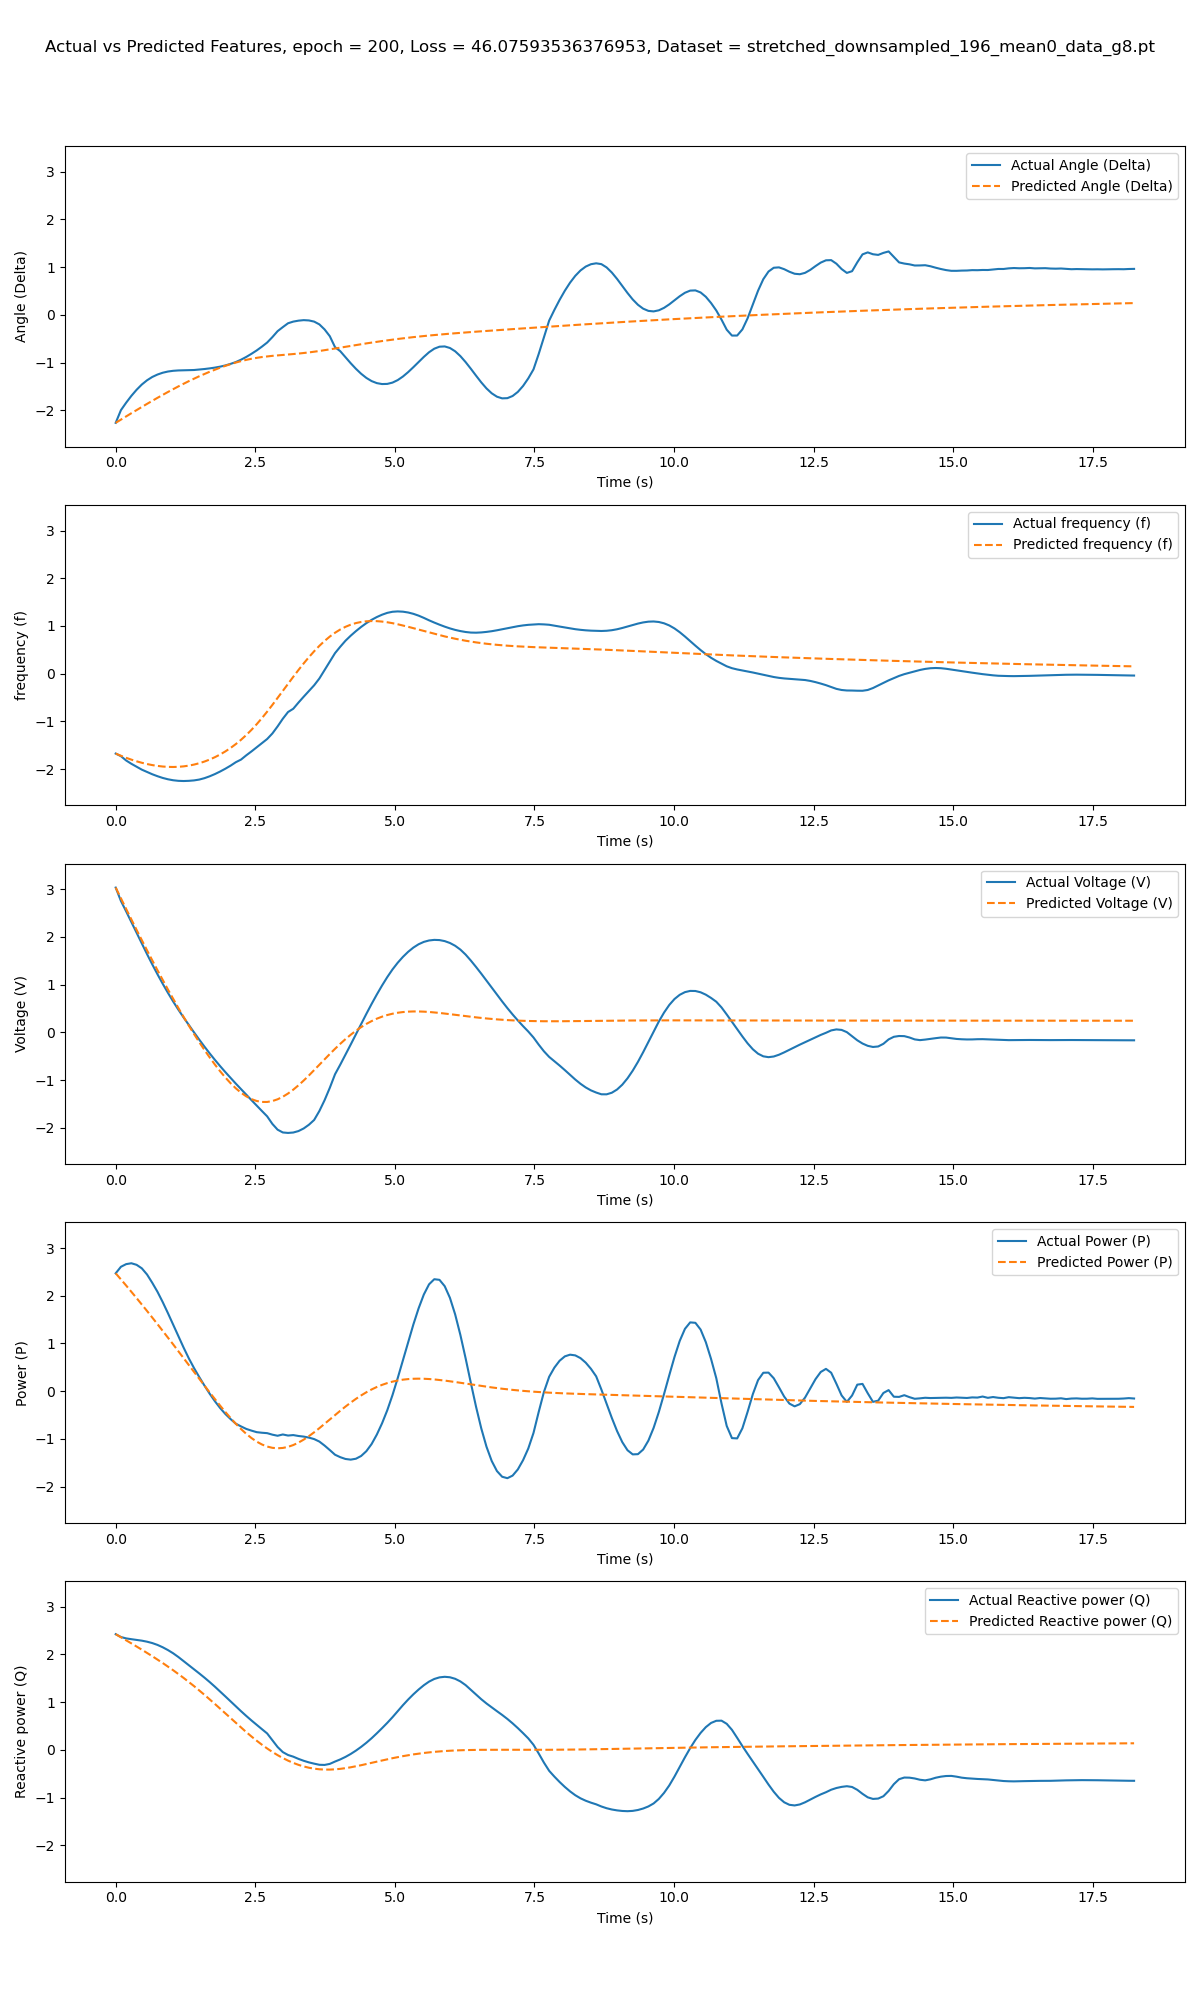 Actual vs Predicted Features, epoch = 200, Loss = 46.07593536376953, Dataset = stretched_downsampled_196_mean0_data_g8.pt
Actual Angle (Delta)
Predicted Angle (Delta)
Angle (Delta)
3
2
1
0
−1
−2
0.0 2.5 5.0 7.5 10.0 12.5 15.0 17.5
Time (s)
Actual frequency (f)
Predicted frequency (f)
frequency (f)
3
2
1
0
−1
−2
0.0 2.5 5.0 7.5 10.0 12.5 15.0 17.5
Time (s)
Actual Voltage (V)
Predicted Voltage (V)
Voltage (V)
3
2
1
0
−1
−2
0.0 2.5 5.0 7.5 10.0 12.5 15.0 17.5
Time (s)
Actual Power (P)
Predicted Power (P)
Power (P)
3
2
1
0
−1
−2
0.0 2.5 5.0 7.5 10.0 12.5 15.0 17.5
Time (s)
Actual Reactive power (Q)
Predicted Reactive power (Q)
Reactive power (Q)
3
2
1
0
−1
−2
0.0 2.5 5.0 7.5 10.0 12.5 15.0 17.5
Time (s)